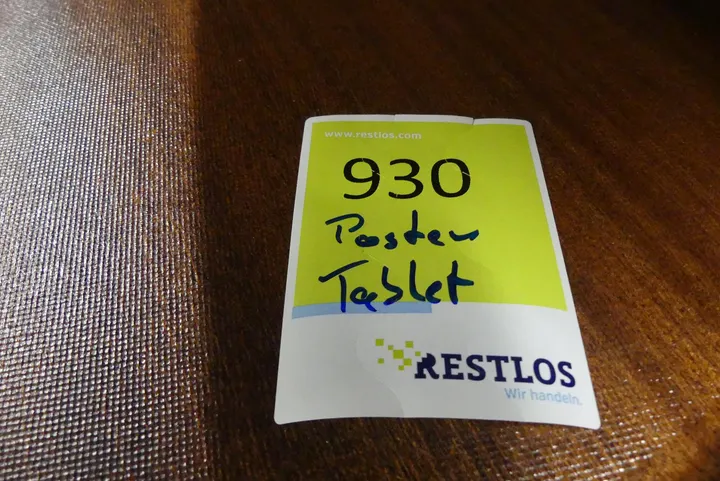 www.restlos.com
930
Posten
Tablet
RESTLOS
Wir handeln.